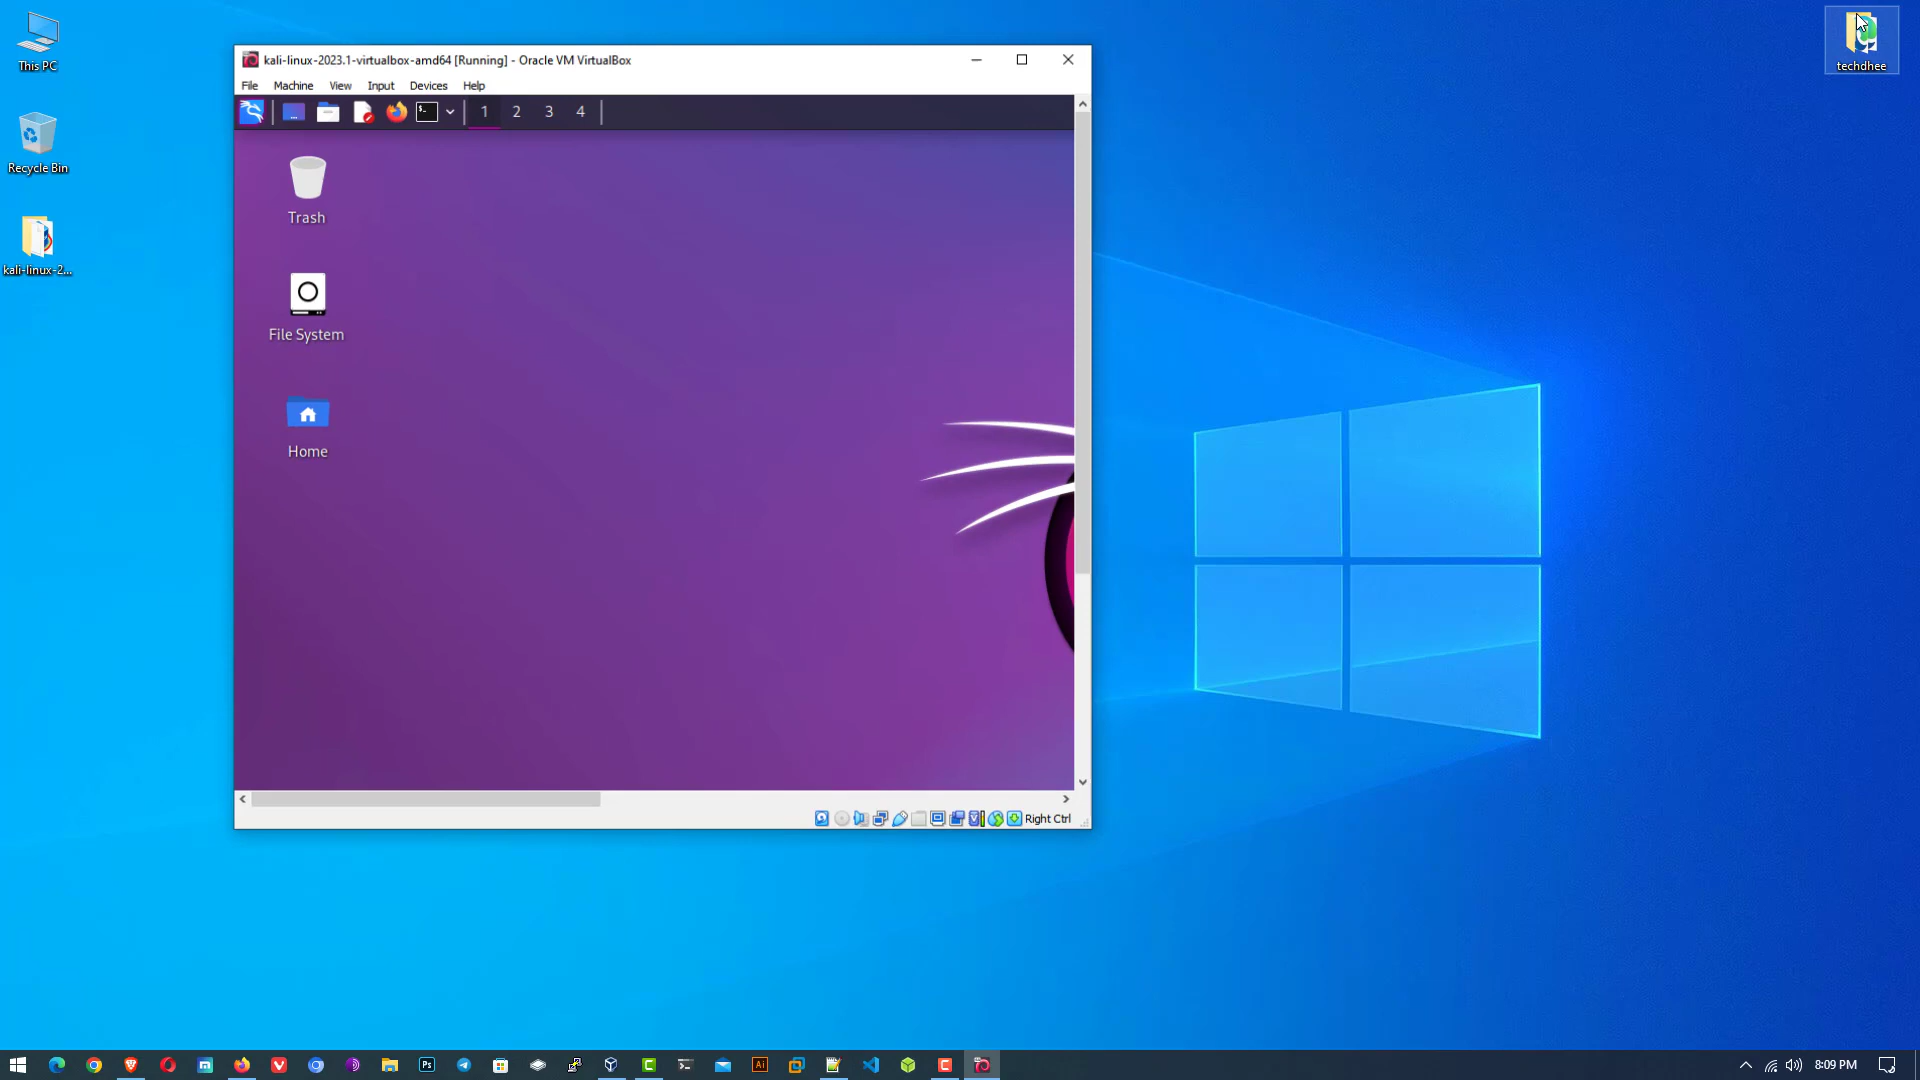 This PC
Recycle Bin
kali-linux-2...
techdhee
kali-linux-2023.1-virtualbox-amd64 [Running] - Oracle VM VirtualBox
File Machine View Input Devices Help
1 2 3 4
Trash
File System
Home
Right Ctrl
8:09 PM